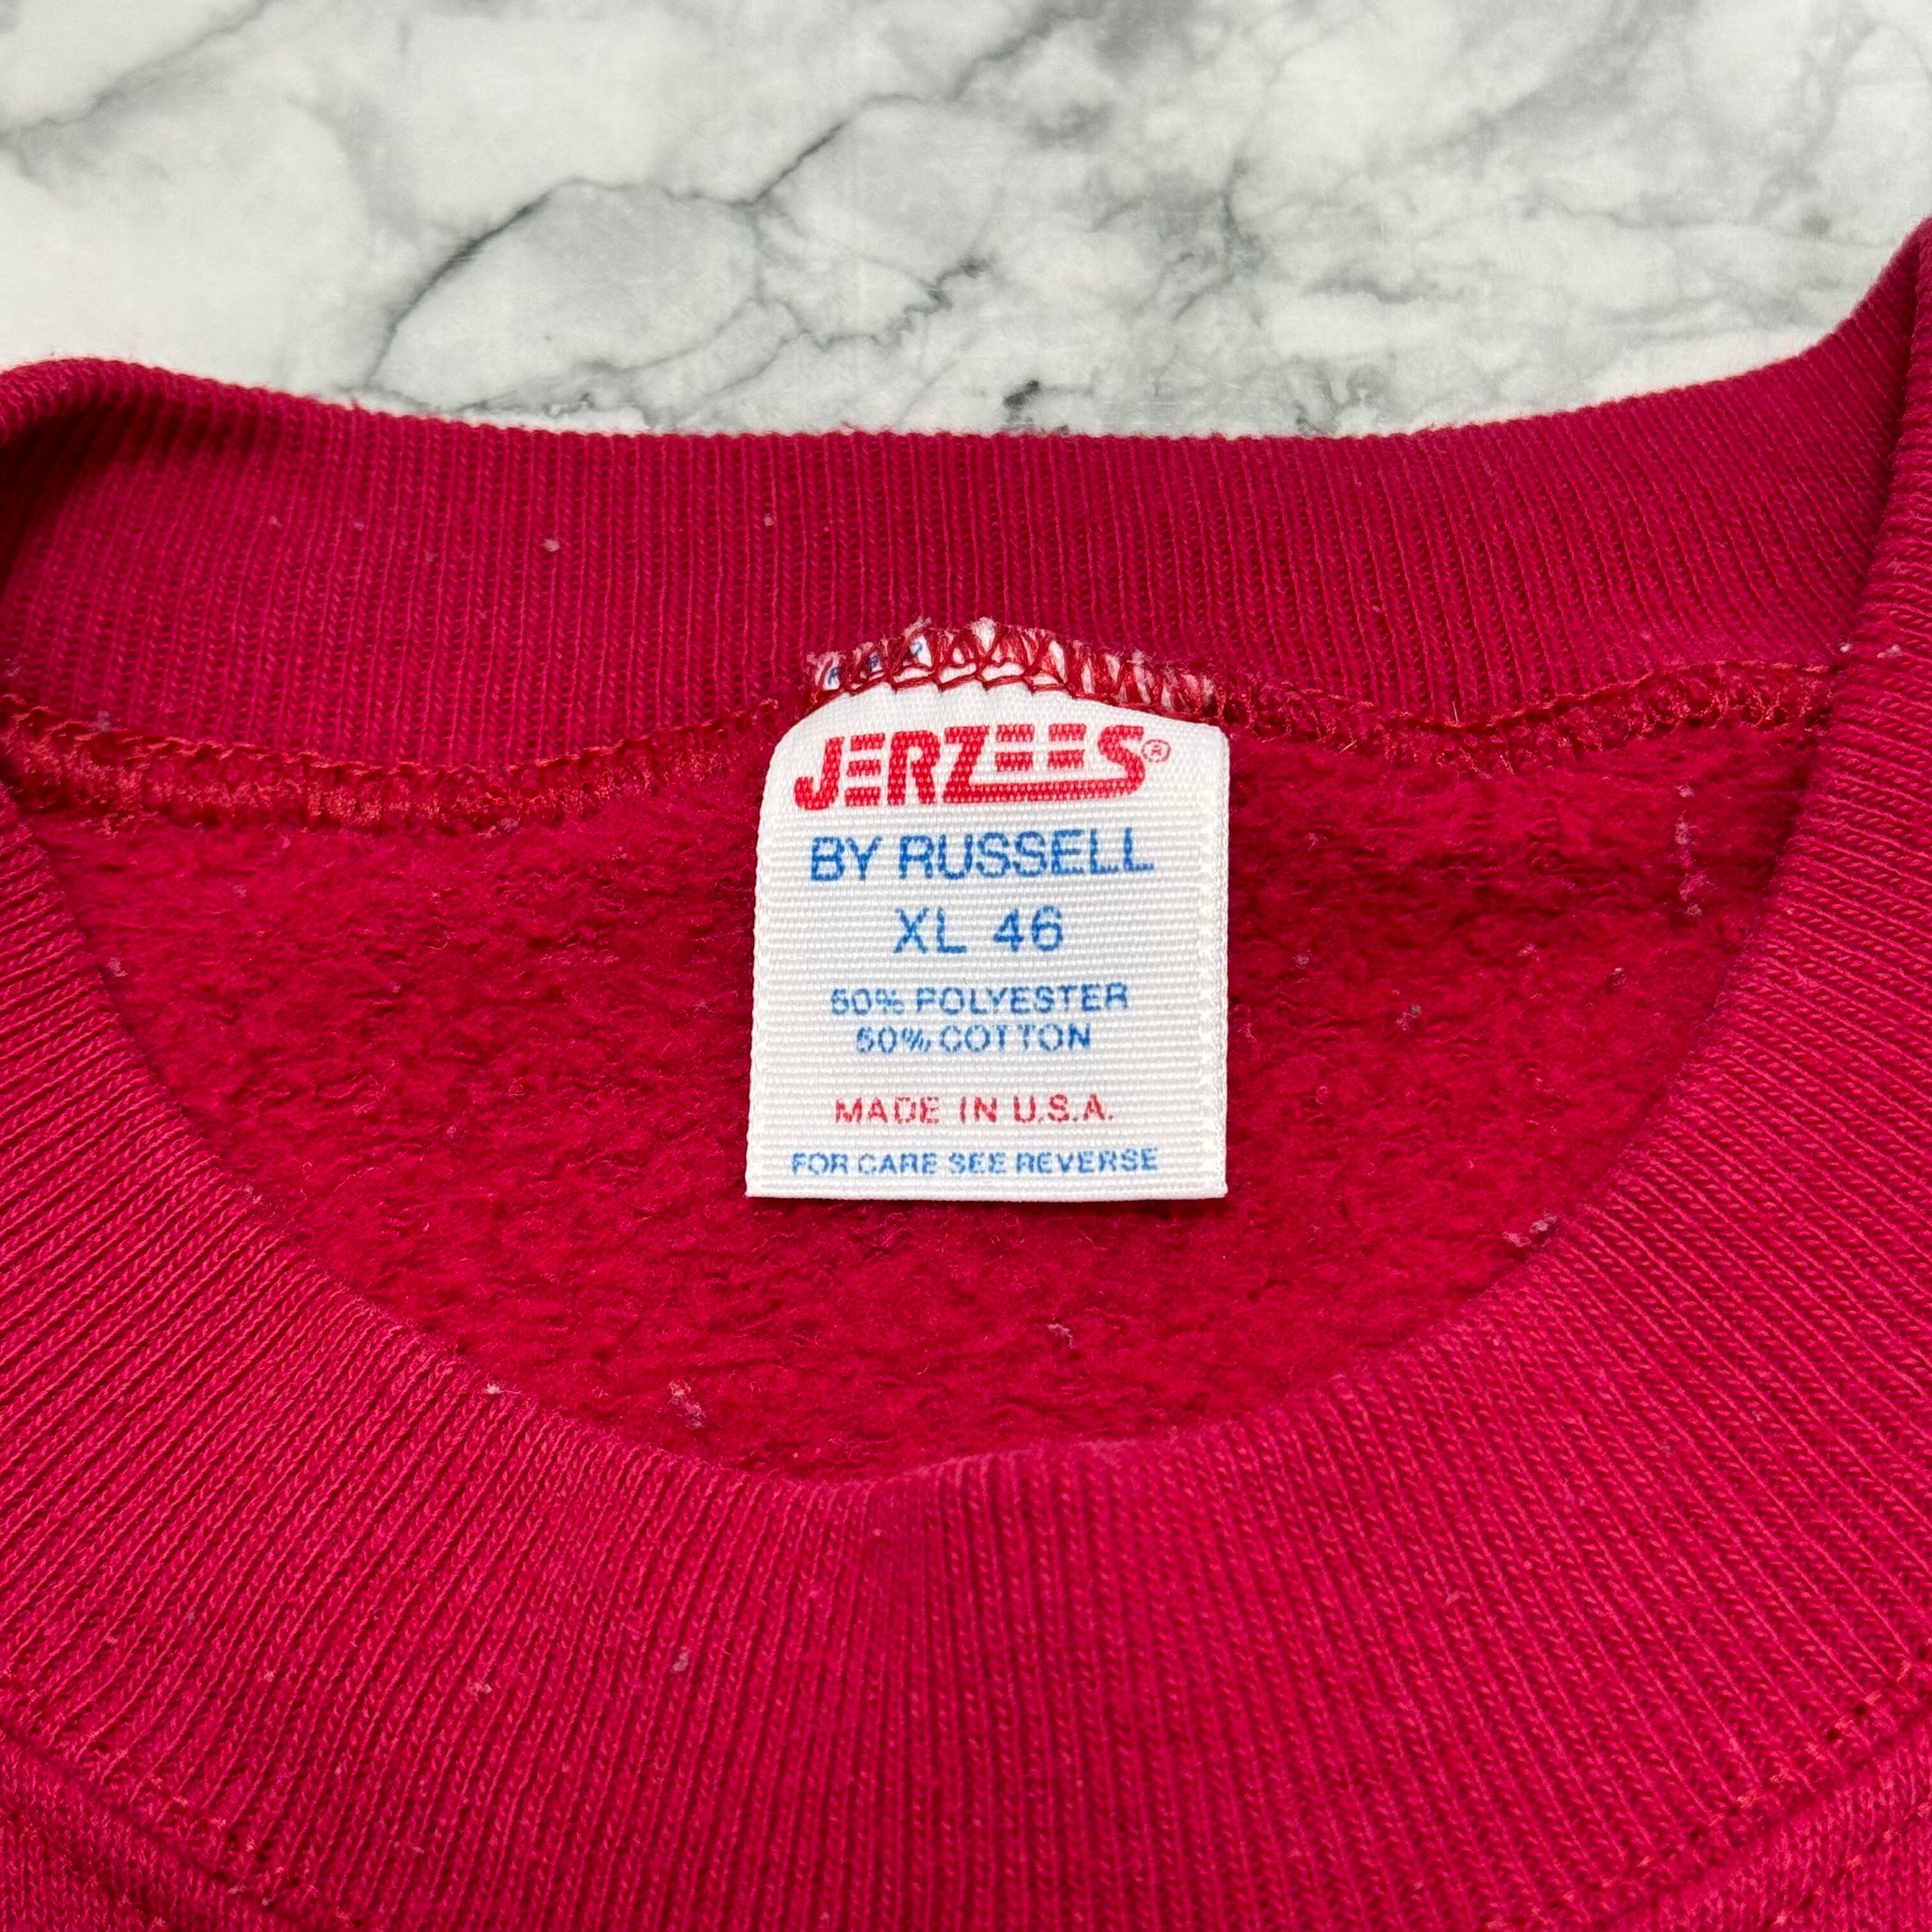 JERZEES®
BY RUSSELL
XL 46
50% POLYESTER
50% COTTON
MADE IN U.S.A.
FOR CARE SEE REVERSE